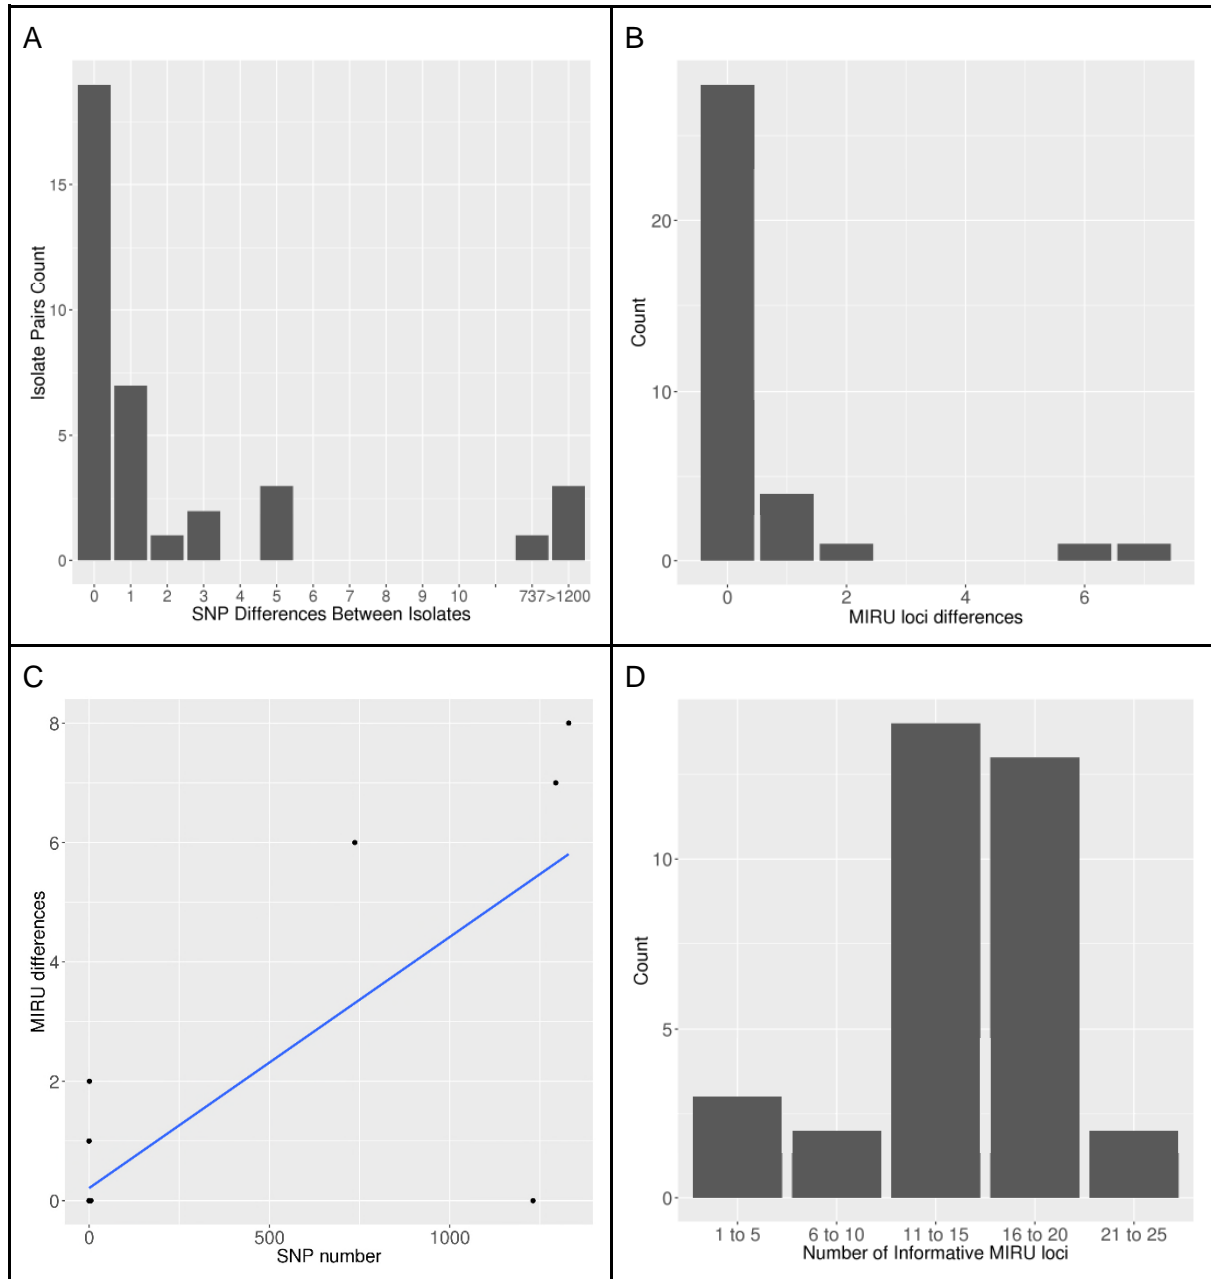 A
15
10
5
0
Isolate Pairs Count
0 1 2 3 4 5 6 7 8 9 10 737 >1200
SNP Differences Between Isolates
B
20
10
0
Count
0 2 4 6
MIRU loci differences
C
8
6
4
2
0
MIRU differences
0 500 1000
SNP number
D
10
5
0
Count
1 to 5 6 to 10 11 to 15 16 to 20 21 to 25
Number of Informative MIRU loci